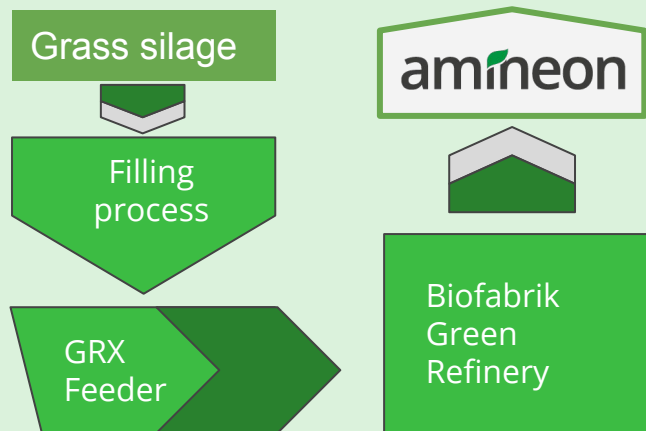 Grass silage
Filling
process
GRX
Feeder
Biofabrik
Green
Refinery
amineon